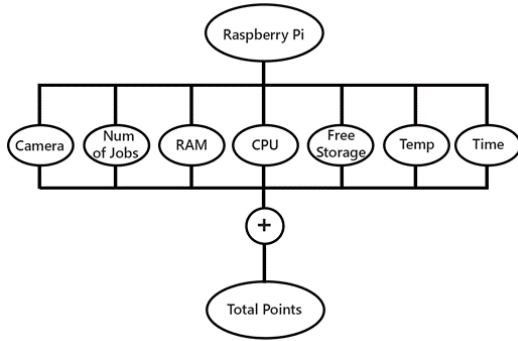 Raspberry Pi
Camera
Num
of Jobs
RAM
CPU
Free
Storage
Temp
Time
+
Total Points